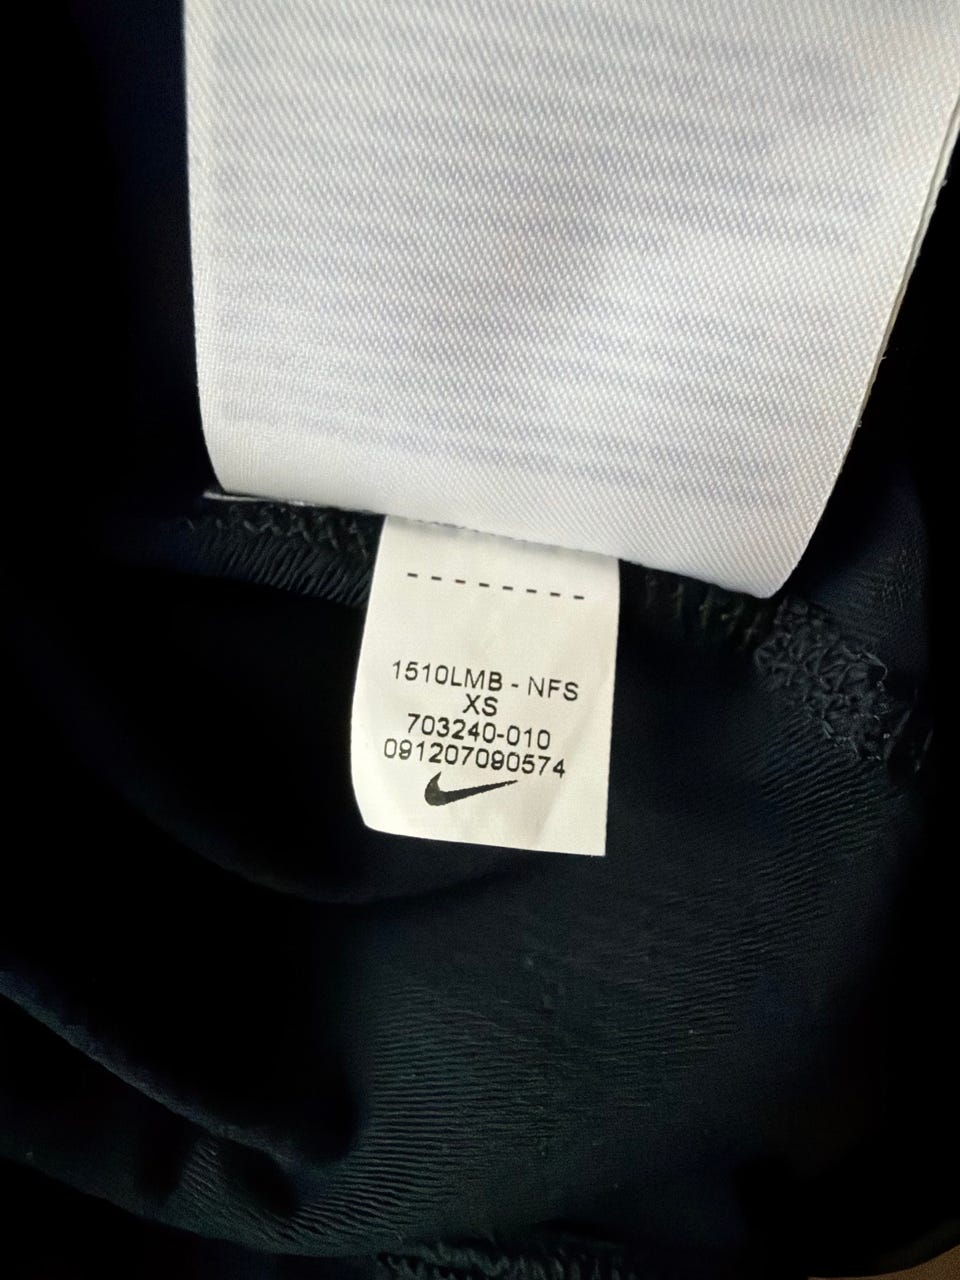 --------
1510LMB - NFS
XS
703240-010
091207090574